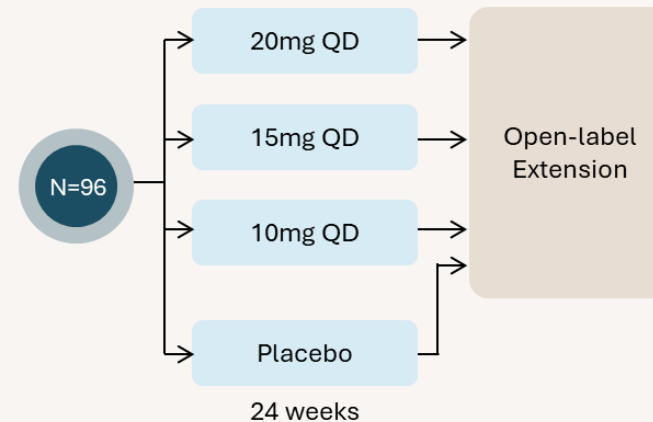 20mg QD
15mg QD
N=96
10mg QD
Placebo
24 weeks
Open-label
Extension